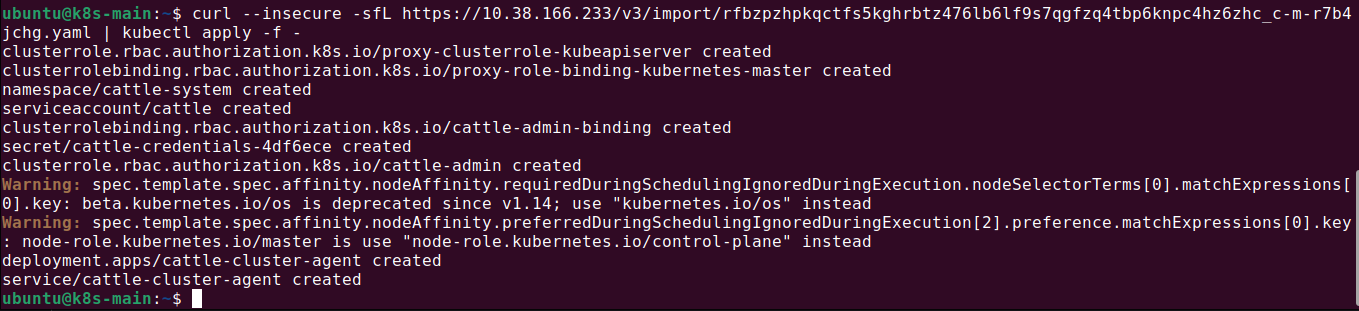 ubuntu@k8s-main:~$ curl --insecure -sfL https://10.38.166.233/v3/import/rfbzpzhpkqctfs5kghrbtz476lb6lf9s7qgfzq4tbp6knpc4hz6zhc_c-m-r7b4
jchg.yaml | kubectl apply -f -
clusterrole.rbac.authorization.k8s.io/proxy-clusterrole-kubeapiserver created
clusterrolebinding.rbac.authorization.k8s.io/proxy-role-binding-kubernetes-master created
namespace/cattle-system created
serviceaccount/cattle created
clusterrolebinding.rbac.authorization.k8s.io/cattle-admin-binding created
secret/cattle-credentials-4df6ece created
clusterrole.rbac.authorization.k8s.io/cattle-admin created
Warning: spec.template.spec.affinity.nodeAffinity.requiredDuringSchedulingIgnoredDuringExecution.nodeSelectorTerms[0].matchExpressions[
0].key: beta.kubernetes.io/os is deprecated since v1.14; use "kubernetes.io/os" instead
Warning: spec.template.spec.affinity.nodeAffinity.preferredDuringSchedulingIgnoredDuringExecution[2].preference.matchExpressions[0].key
: node-role.kubernetes.io/master is use "node-role.kubernetes.io/control-plane" instead
deployment.apps/cattle-cluster-agent created
service/cattle-cluster-agent created
ubuntu@k8s-main:~$